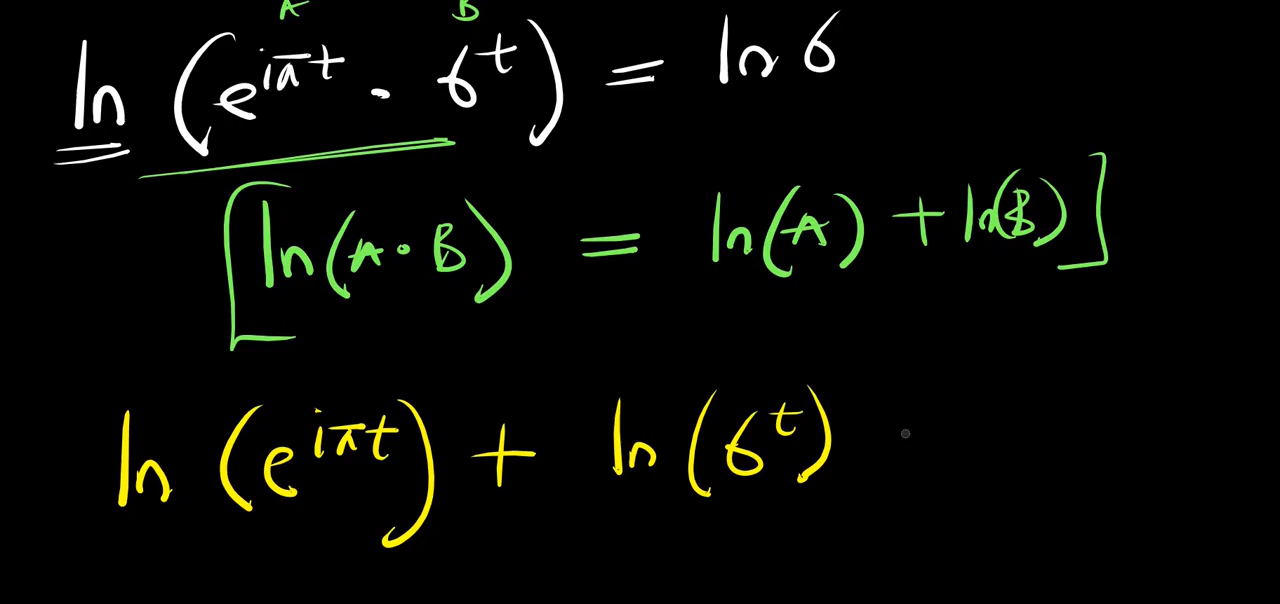 A B
ln (e^{iπt} · 6^t) = ln 6
[ln(A · B) = ln(A) + ln(B)]
ln (e^{iπt}) + ln (6^t)